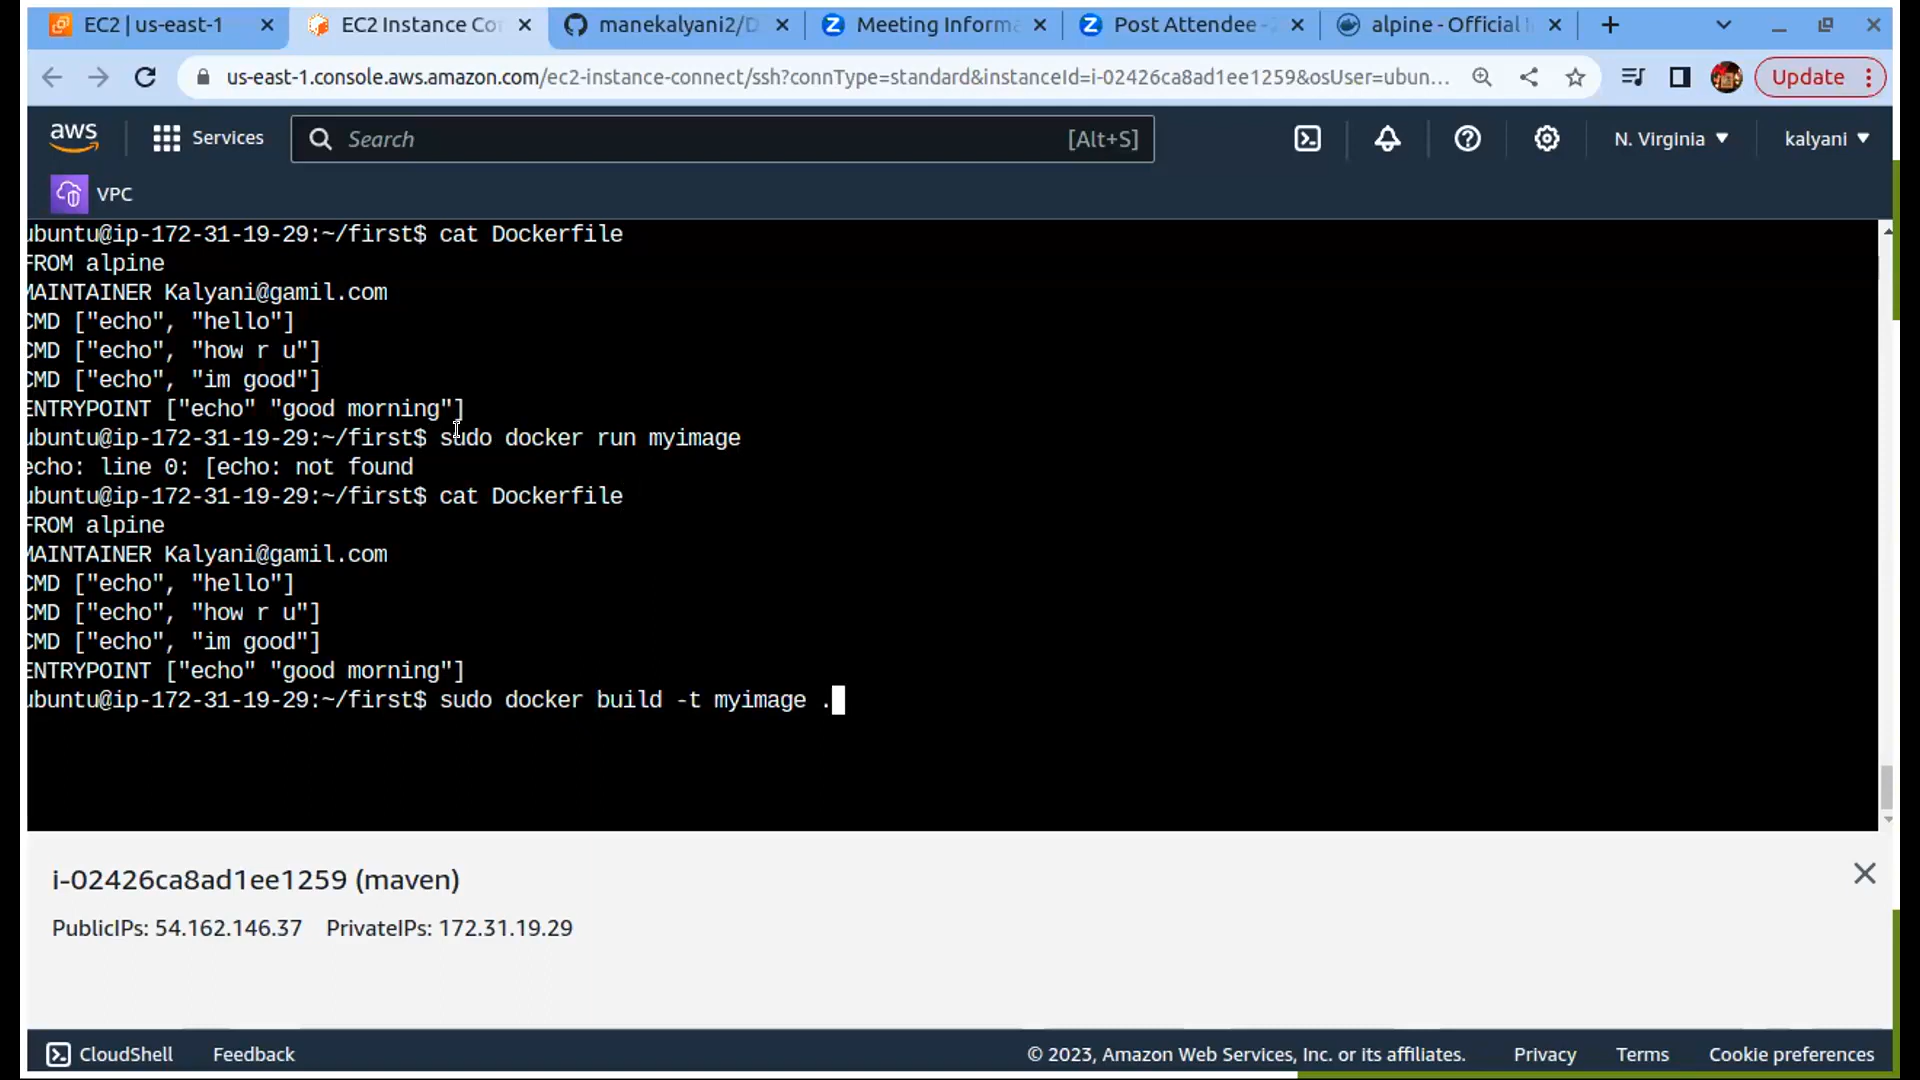 EC2 | us-east-1
EC2 Instance Co
manekalyani2/D
Meeting Inform
Post Attendee -
alpine - Official
us-east-1.console.aws.amazon.com/ec2-instance-connect/ssh?connType=standard&instanceId=i-02426ca8ad1ee1259&osUser=ubun...
Update
aws
Services
Search
[Alt+S]
N. Virginia
kalyani
VPC
ubuntu@ip-172-31-19-29:~/first$ cat Dockerfile
FROM alpine
MAINTAINER Kalyani@gamil.com
CMD ["echo", "hello"]
CMD ["echo", "how r u"]
CMD ["echo", "im good"]
ENTRYPOINT ["echo" "good morning"]
ubuntu@ip-172-31-19-29:~/first$ sudo docker run myimage
echo: line 0: [echo: not found
ubuntu@ip-172-31-19-29:~/first$ cat Dockerfile
FROM alpine
MAINTAINER Kalyani@gamil.com
CMD ["echo", "hello"]
CMD ["echo", "how r u"]
CMD ["echo", "im good"]
ENTRYPOINT ["echo" "good morning"]
ubuntu@ip-172-31-19-29:~/first$ sudo docker build -t myimage .
i-02426ca8ad1ee1259 (maven)
PublicIPs: 54.162.146.37 PrivateIPs: 172.31.19.29
CloudShell
Feedback
© 2023, Amazon Web Services, Inc. or its affiliates.
Privacy
Terms
Cookie preferences